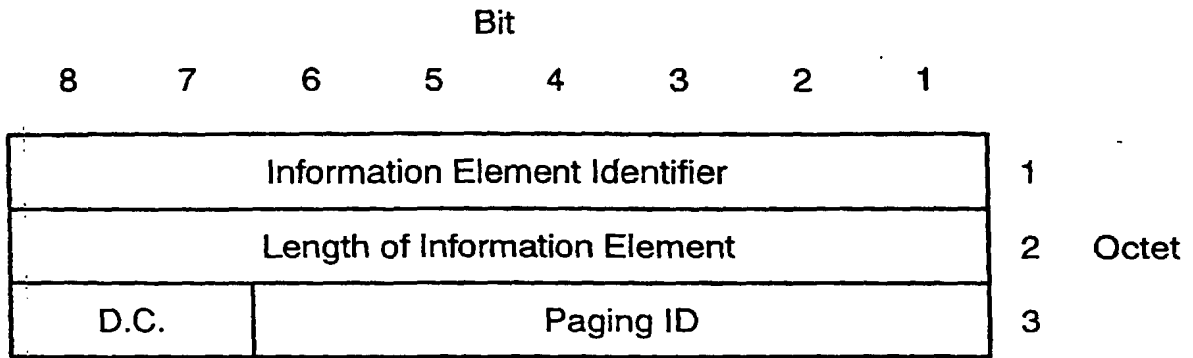 Bit
8 7 6 5 4 3 2 1
Information Element Identifier 1
Length of Information Element 2 Octet
D.C. Paging ID 3